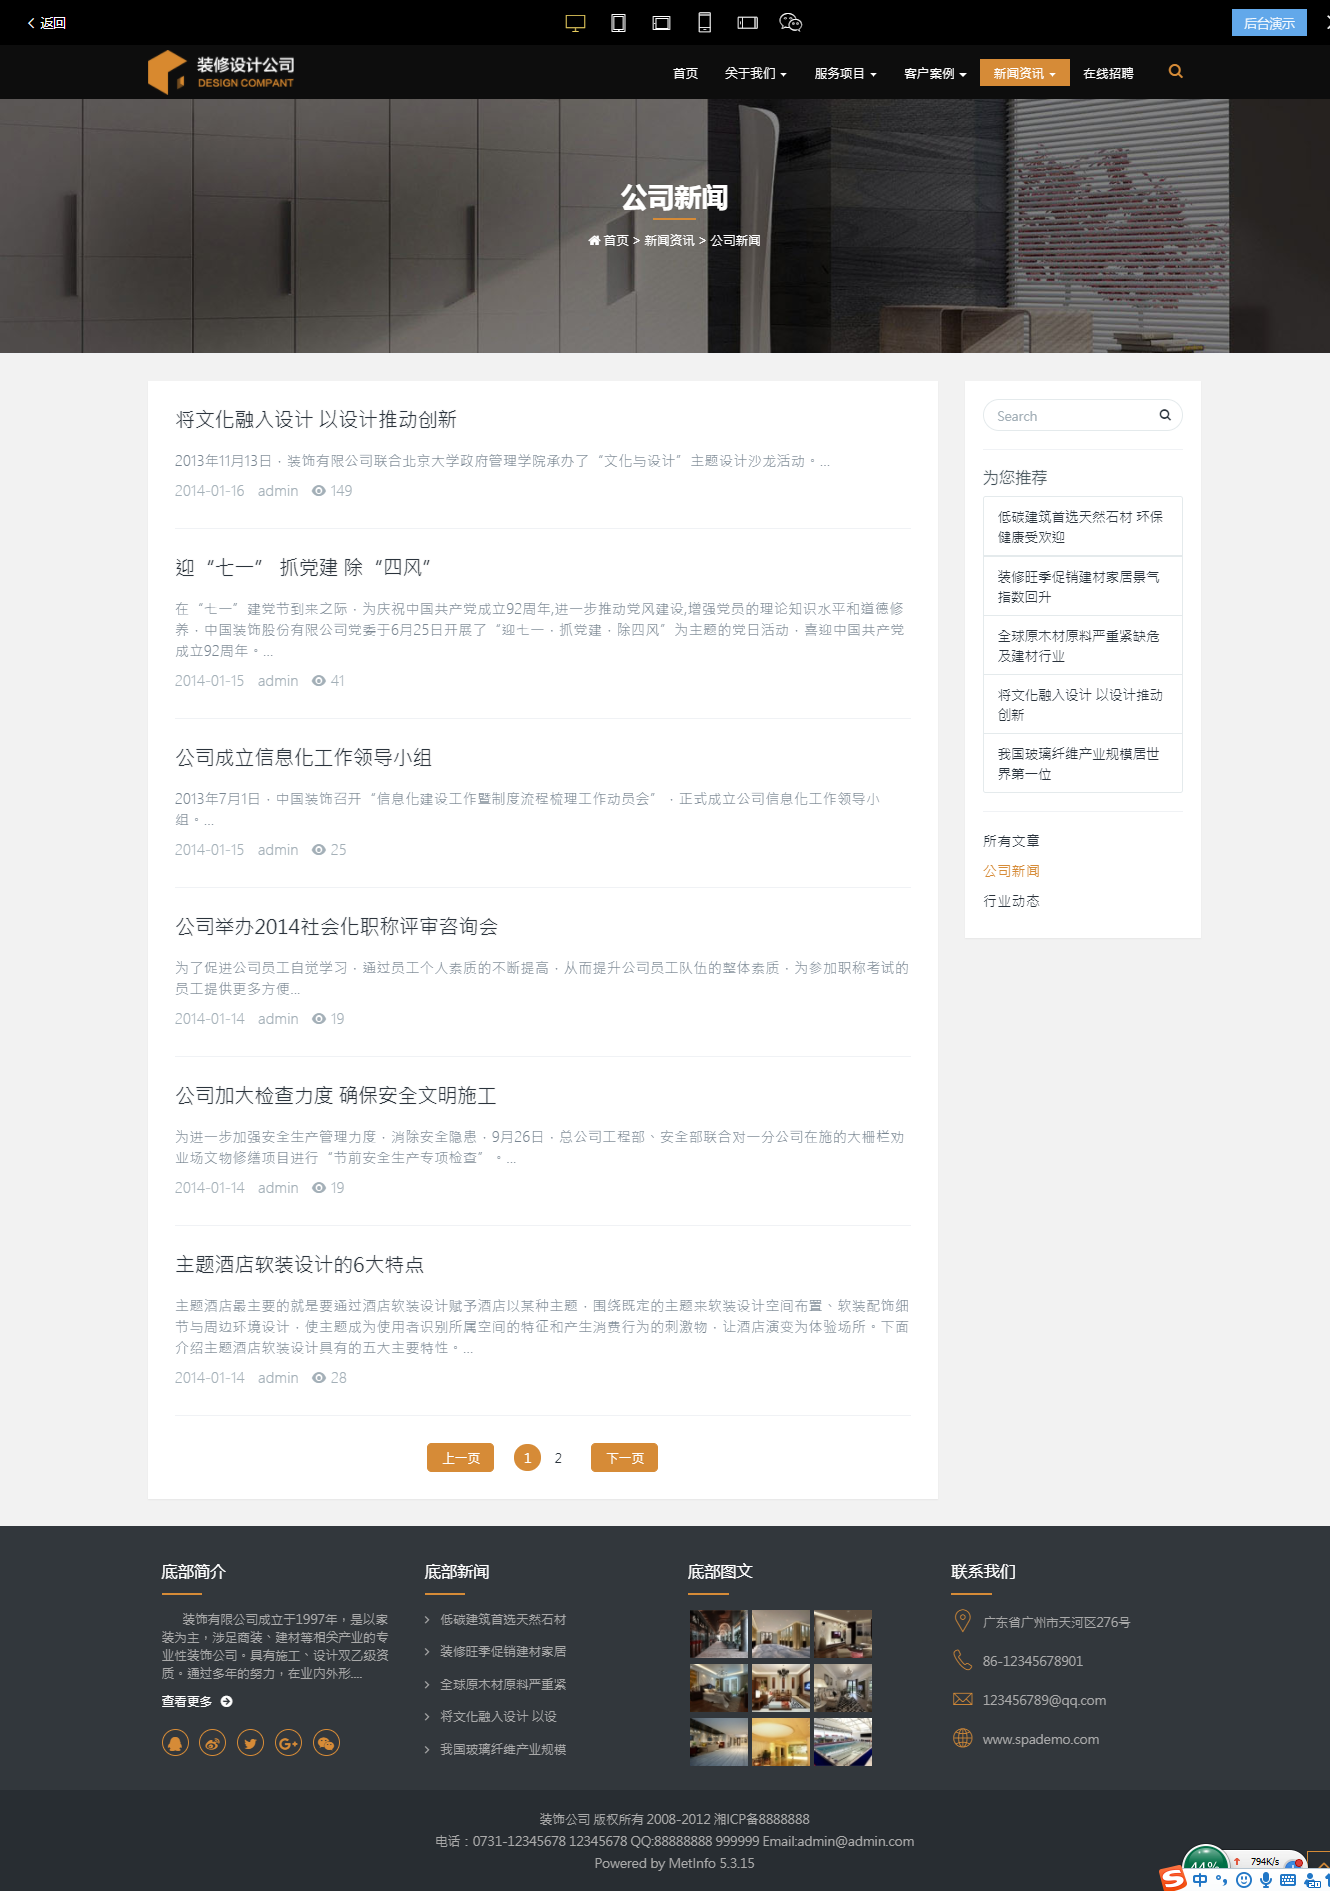 返回
后台演示
装修设计公司
DESIGN COMPANT
首页 关于我们 服务项目 客户案例 新闻资讯 在线招聘
公司新闻
首页 > 新闻资讯 > 公司新闻
将文化融入设计 以设计推动创新
2013年11月13日，装饰有限公司联合北京大学政府管理学院承办了“文化与设计”主题设计沙龙活动。...
2014-01-16 admin 149
迎“七一” 抓党建 除“四风”
在“七一”建党节到来之际，为庆祝中国共产党成立92周年,进一步推动党风建设,增强党员的理论知识水平和道德修
养，中国装饰股份有限公司党委于6月25日开展了“迎七一，抓党建，除四风”为主题的党日活动，喜迎中国共产党
成立92周年。...
2014-01-15 admin 41
公司成立信息化工作领导小组
2013年7月1日，中国装饰召开“信息化建设工作暨制度流程梳理工作动员会”，正式成立公司信息化工作领导小
组。...
2014-01-15 admin 25
公司举办2014社会化职称评审咨询会
为了促进公司员工自觉学习，通过员工个人素质的不断提高，从而提升公司员工队伍的整体素质，为参加职称考试的
员工提供更多方便...
2014-01-14 admin 19
公司加大检查力度 确保安全文明施工
为进一步加强安全生产管理力度，消除安全隐患，9月26日，总公司工程部、安全部联合对一分公司在施的大栅栏劝
业场文物修缮项目进行“节前安全生产专项检查”。...
2014-01-14 admin 19
主题酒店软装设计的6大特点
主题酒店最主要的就是要通过酒店软装设计赋予酒店以某种主题，围绕既定的主题来软装设计空间布置、软装配饰细
节与周边环境设计，使主题成为使用者识别所属空间的特征和产生消费行为的刺激物，让酒店演变为体验场所。下面
介绍主题酒店软装设计具有的五大主要特性。...
2014-01-14 admin 28
上一页 1 2 下一页
Search
为您推荐
低碳建筑首选天然石材 环保
健康受欢迎
装修旺季促销建材家居景气
指数回升
全球原木材原料严重紧缺危
及建材行业
将文化融入设计 以设计推动
创新
我国玻璃纤维产业规模居世
界第一位
所有文章
公司新闻
行业动态
底部简介
装饰有限公司成立于1997年，是以家
装为主，涉足商装、建材等相关产业的专
业性装饰公司。具有施工、设计双乙级资
质。通过多年的努力，在业内外形....
查看更多
底部新闻
低碳建筑首选天然石材
装修旺季促销建材家居
全球原木材原料严重紧
将文化融入设计 以设
我国玻璃纤维产业规模
底部图文
联系我们
广东省广州市天河区276号
86-12345678901
123456789@qq.com
www.spademo.com
装饰公司 版权所有 2008-2012 湘ICP备8888888
电话：0731-12345678 12345678 QQ:88888888 999999 Email:admin@admin.com
Powered by MetInfo 5.3.15
44% 794K/s
中